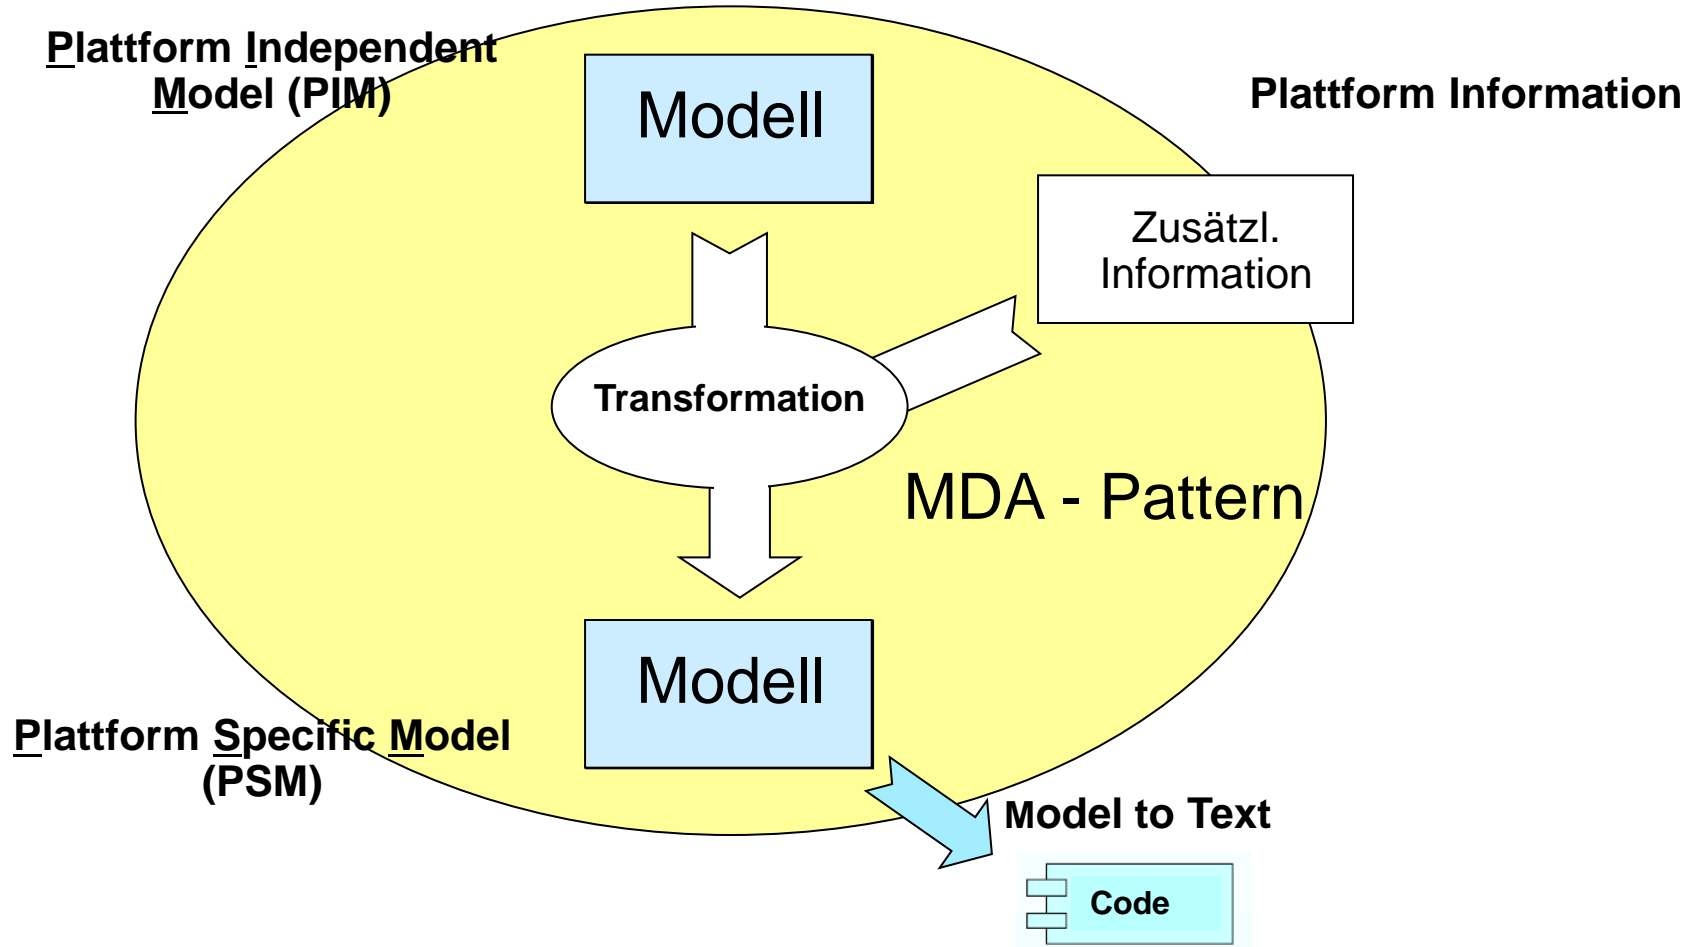 Plattform Independent
Model (PIM)
Modell
Plattform Information
Zusätzl.
Information
Transformation
MDA - Pattern
Modell
Plattform Specific Model
(PSM)
Model to Text
Code